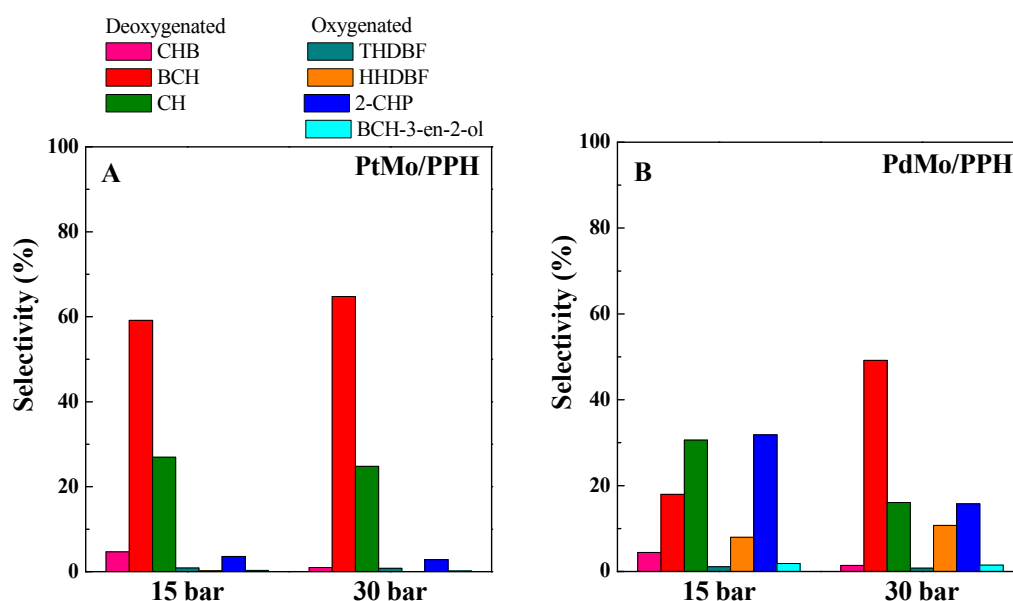 Deoxygenated
CHB
BCH
CH
Oxygenated
THDBF
HHDBF
2-CHP
BCH-3-en-2-ol
A
PtMo/PPH
Selectivity (%)
100
80
60
40
20
0
15 bar
30 bar
B
PdMo/PPH
Selectivity (%)
100
80
60
40
20
0
15 bar
30 bar